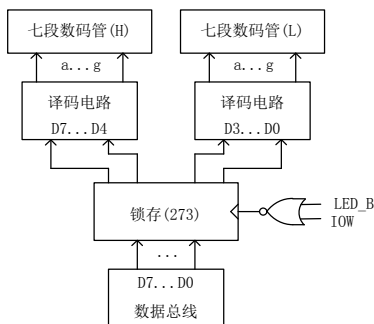 七段数码管(H)
七段数码管(L)
a...g
a...g
译码电路
D7...D4
译码电路
D3...D0
锁存(273)
LED_B
IOW
...
D7...D0
数据总线